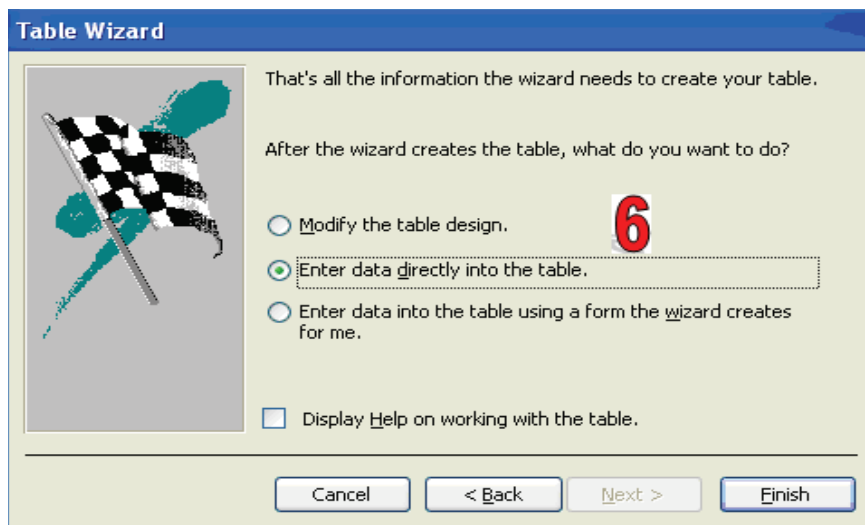 Table Wizard
That's all the information the wizard needs to create your table.
After the wizard creates the table, what do you want to do?
6
Modify the table design.
Enter data directly into the table.
Enter data into the table using a form the wizard creates
for me.
Display Help on working with the table.
Cancel
< Back
Next >
Finish